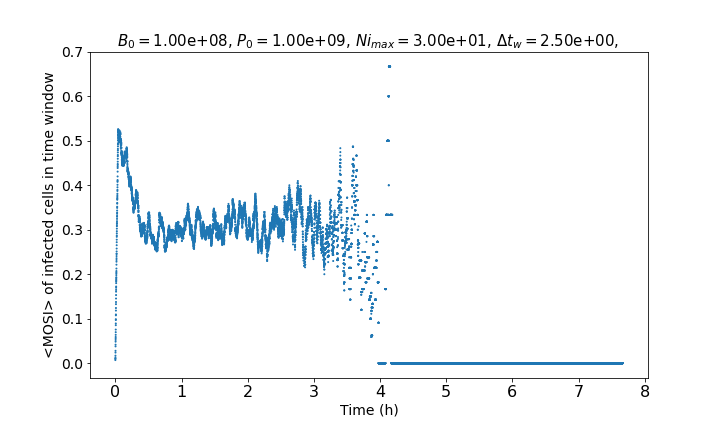 B₀ = 1.00e+08, P₀ = 1.00e+09, Niₘₐₓ = 3.00e+01, Δt_w = 2.50e+00,
<MOSI> of infected cells in time window
0.7
0.6
0.5
0.4
0.3
0.2
0.1
0.0
0 1 2 3 4 5 6 7 8
Time (h)